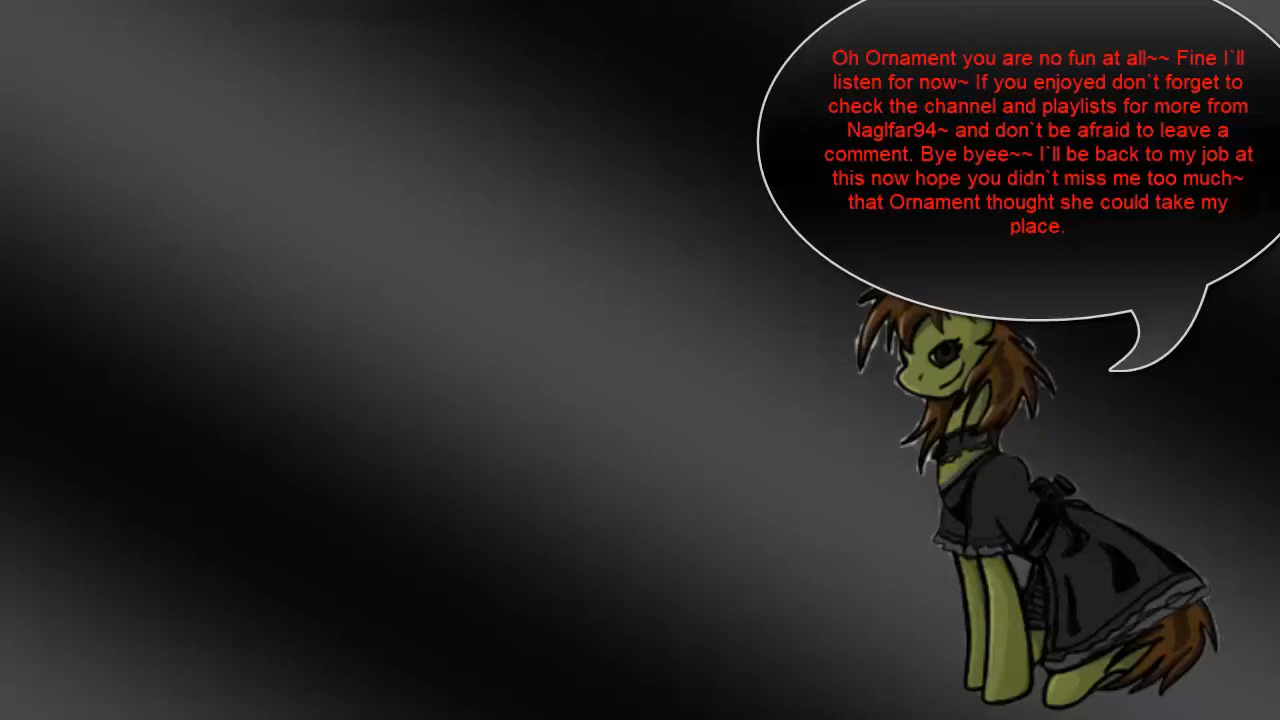 Oh Ornament you are no fun at all~~ Fine I`ll
listen for now~ If you enjoyed don`t forget to
check the channel and playlists for more from
Naglfar94~ and don`t be afraid to leave a
comment. Bye byee~~ I`ll be back to my job at
this now hope you didn`t miss me too much~
that Ornament thought she could take my
place.